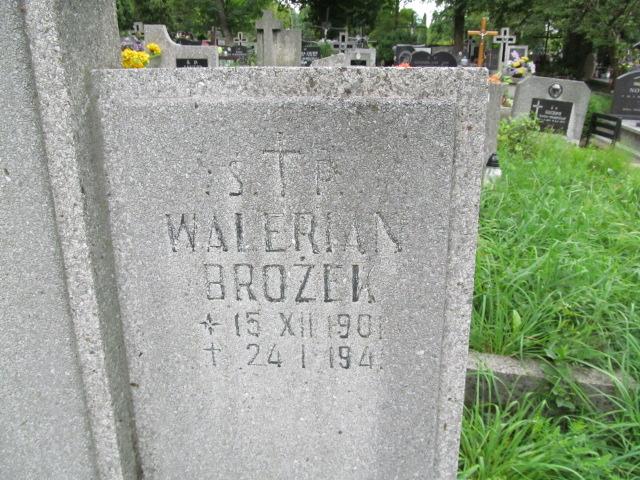 Ś. † P.
WALERIAN
BROŻEK
* 15 XII 1901
† 24 I 194